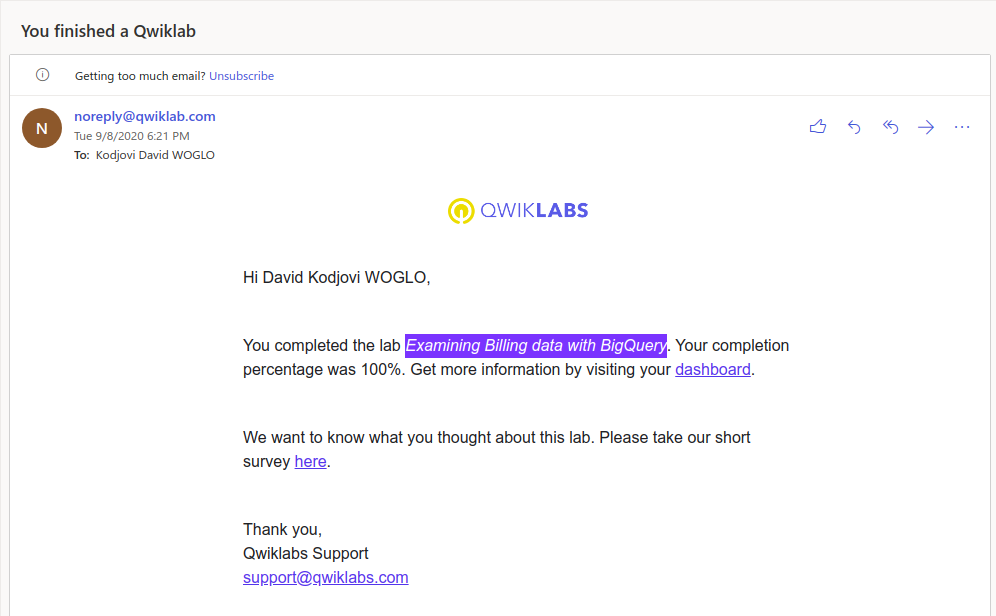 You finished a Qwiklab
Getting too much email? Unsubscribe
N
noreply@qwiklab.com
Tue 9/8/2020 6:21 PM
To: Kodjovi David WOGLO
QWIKLABS
Hi David Kodjovi WOGLO,
You completed the lab Examining Billing data with BigQuery. Your completion
percentage was 100%. Get more information by visiting your dashboard.
We want to know what you thought about this lab. Please take our short
survey here.
Thank you,
Qwiklabs Support
support@qwiklabs.com